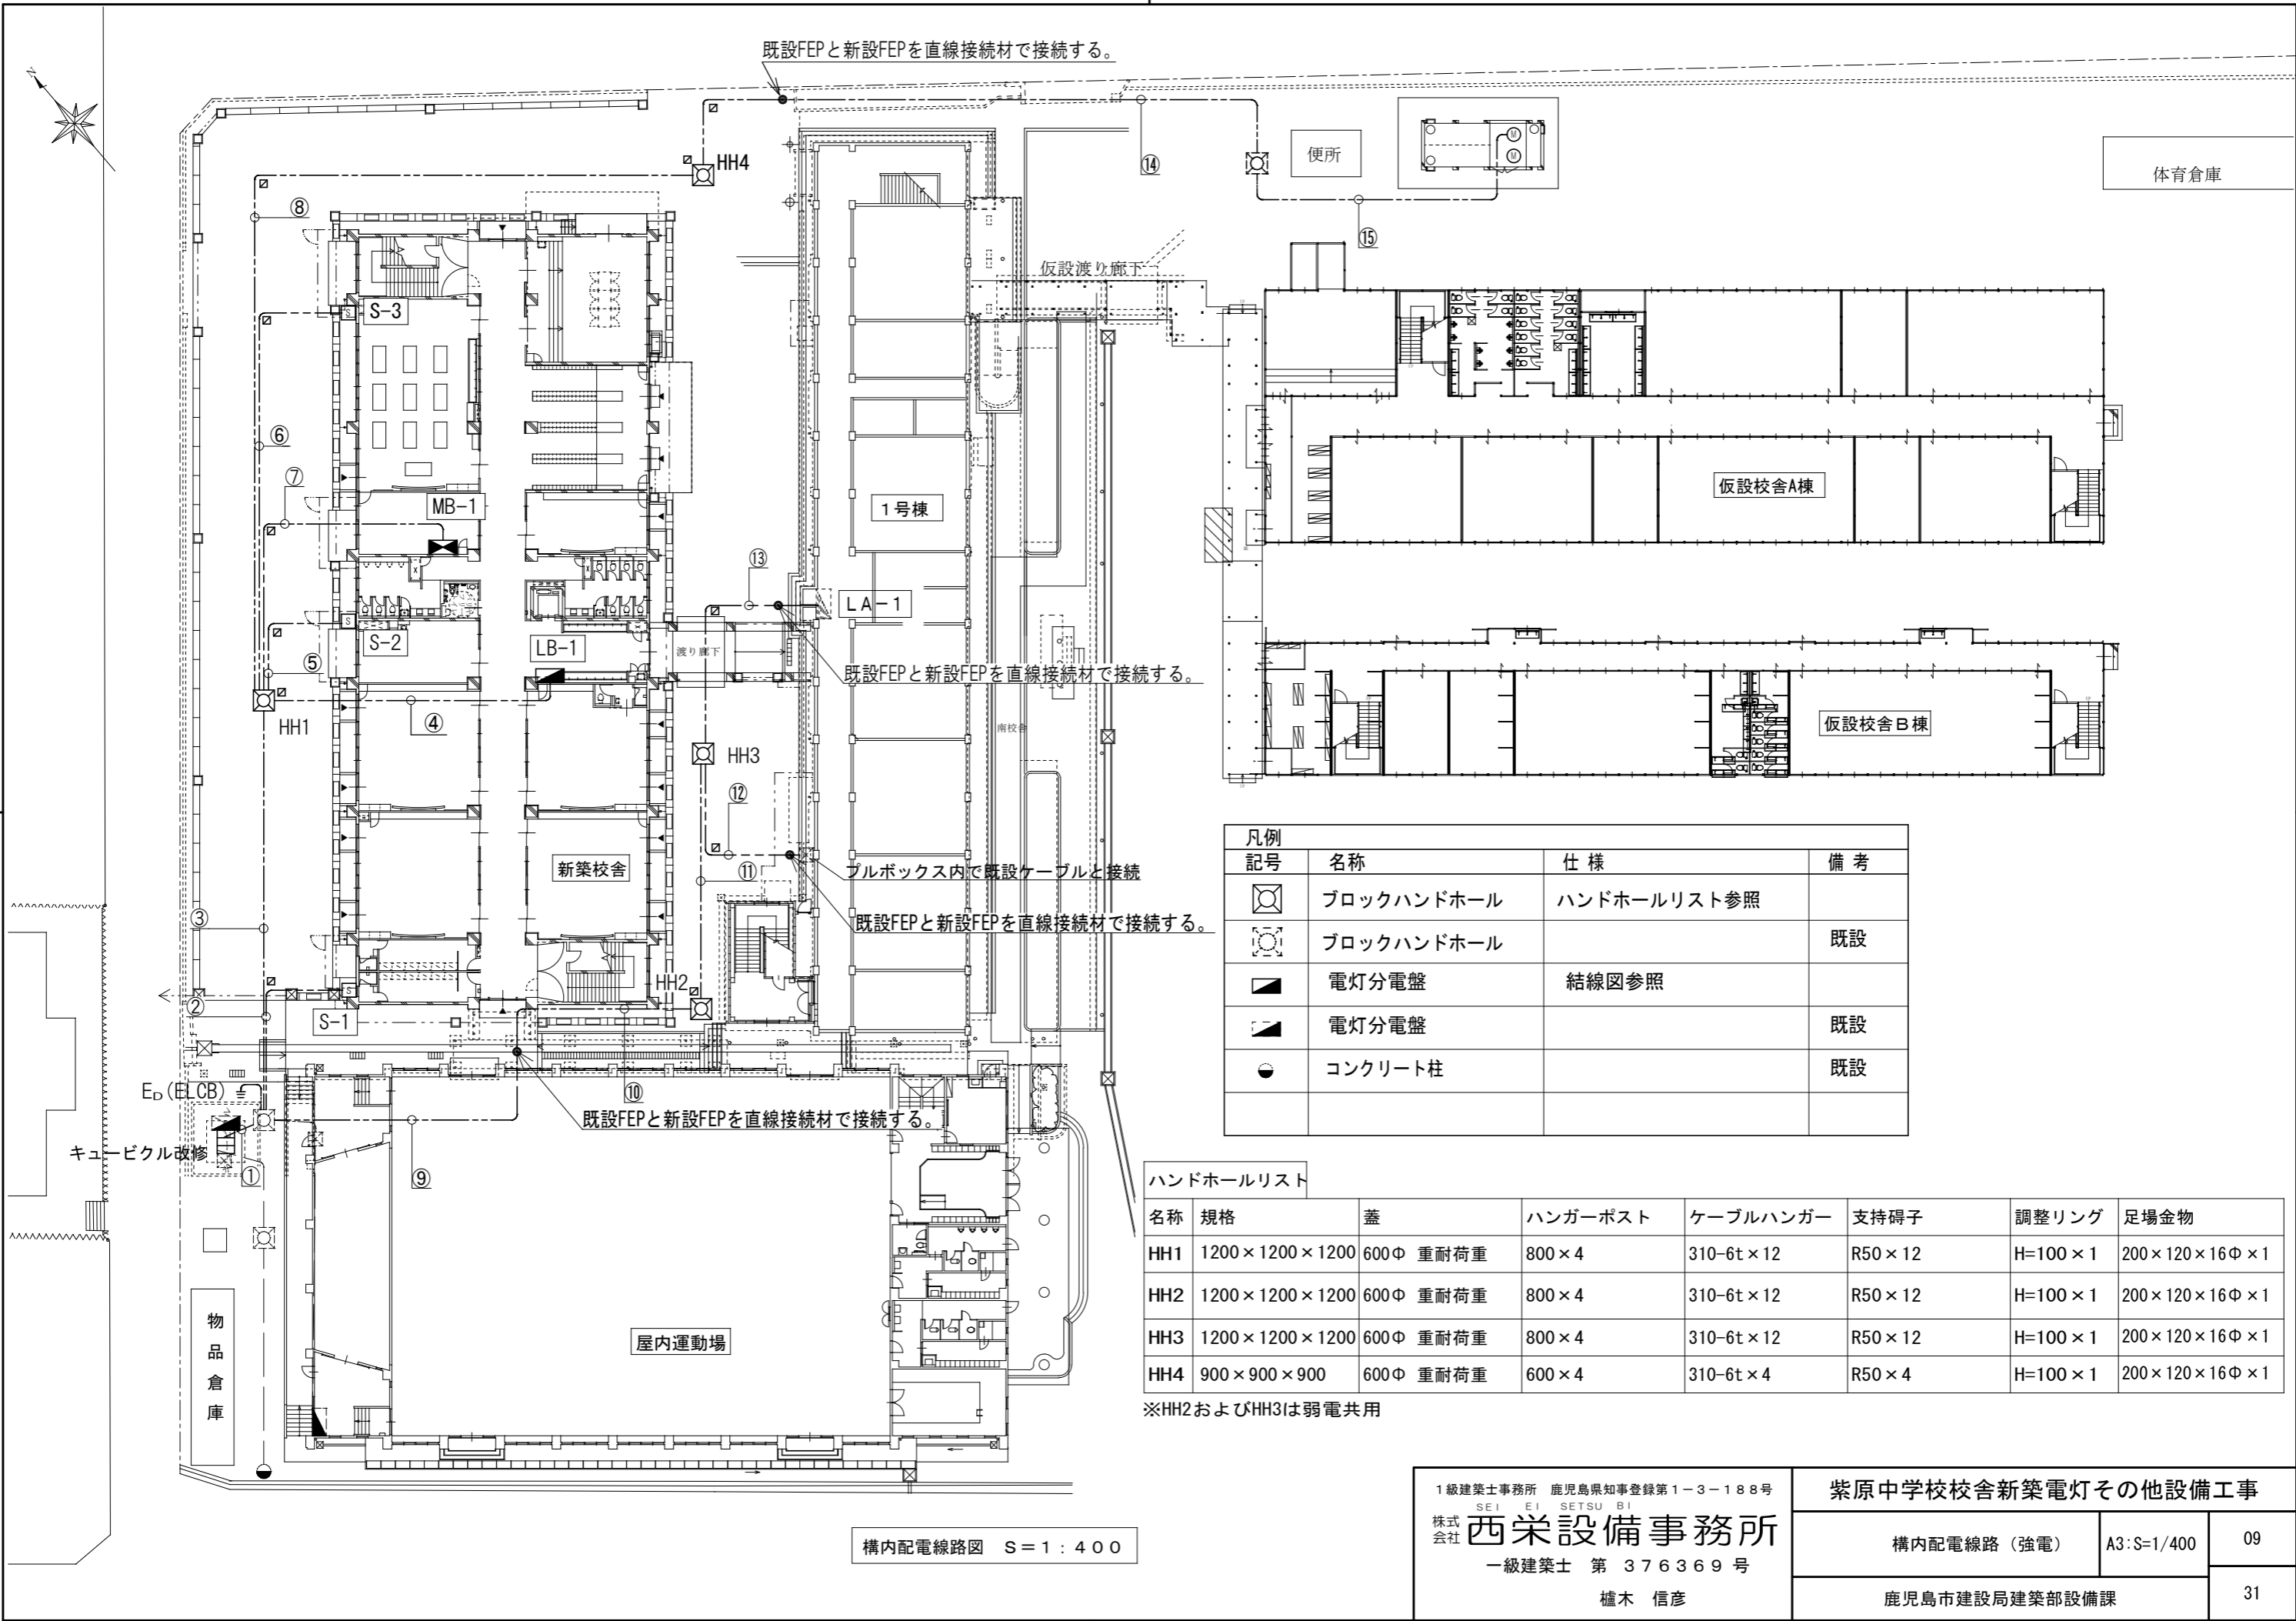 既設FEPと新設FEPを直線接続材で接続する。
N
HH4
⑭
便所
M
M
体育倉庫
⑧
⑮
仮設渡り廊下
S
S-3
⑥
⑦
MB-1
1号棟
仮設校舎A棟
⑬
LA-1
S
S-2
LB-1
渡り廊下
⑤
既設FEPと新設FEPを直線接続材で接続する。
HH1
④
南校舎
仮設校舎B棟
HH3
⑫
新築校舎
⑪
プルボックス内で既設ケーブルと接続
③
既設FEPと新設FEPを直線接続材で接続する。
HH2
S
②
S-1
ED(ELCB)
⑩
既設FEPと新設FEPを直線接続材で接続する。
キュービクル改修
①
⑨
物品倉庫
屋内運動場
凡例
記号 名称 仕様 備考
ブロックハンドホール ハンドホールリスト参照
ブロックハンドホール 既設
電灯分電盤 結線図参照
電灯分電盤 既設
コンクリート柱 既設
ハンドホールリスト
名称 規格 蓋 ハンガーポスト ケーブルハンガー 支持碍子 調整リング 足場金物
HH1 1200×1200×1200 600Φ 重耐荷重 800×4 310-6t×12 R50×12 H=100×1 200×120×16Φ×1
HH2 1200×1200×1200 600Φ 重耐荷重 800×4 310-6t×12 R50×12 H=100×1 200×120×16Φ×1
HH3 1200×1200×1200 600Φ 重耐荷重 800×4 310-6t×12 R50×12 H=100×1 200×120×16Φ×1
HH4 900×900×900 600Φ 重耐荷重 600×4 310-6t×4 R50×4 H=100×1 200×120×16Φ×1
※HH2およびHH3は弱電共用
構内配電線路図 S=1:400
1級建築士事務所 鹿児島県知事登録第1-3-188号
SEI EI SETSU BI
株式会社 西栄設備事務所
一級建築士 第 376369 号
櫨木 信彦
紫原中学校校舎新築電灯その他設備工事
構内配電線路（強電） A3:S=1/400 09
鹿児島市建設局建築部設備課 31